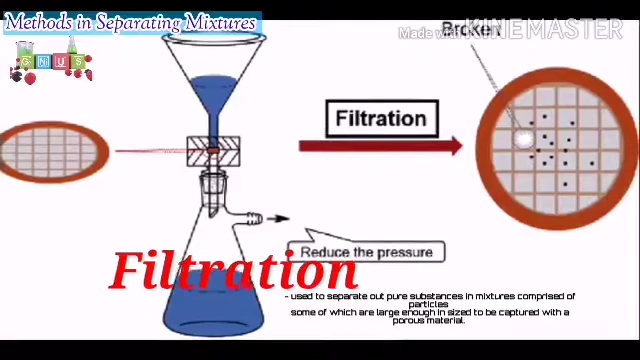 Methods in Separating Mixtures
GENIUS
Made with KINEMASTER
Broken
Filtration
Reduce the pressure
Filtration
- used to separate out pure substances in mixtures comprised of
particles
some of which are large enough in sized to be captured with a
porous material.